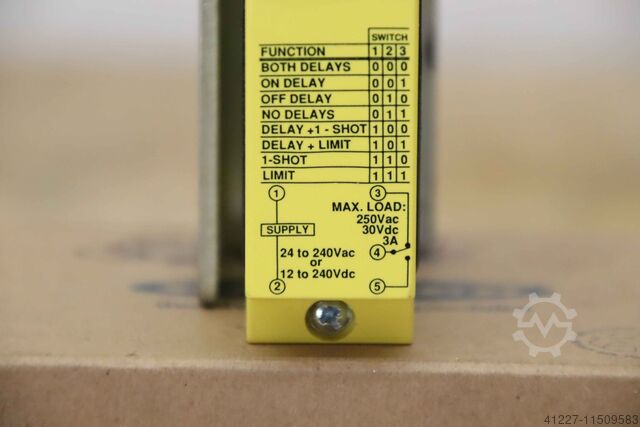 SWITCH
FUNCTION 1 2 3
BOTH DELAYS 0 0 0
ON DELAY 0 0 1
OFF DELAY 0 1 0
NO DELAYS 0 1 1
DELAY +1 - SHOT 1 0 0
DELAY + LIMIT 1 0 1
1-SHOT 1 1 0
LIMIT 1 1 1
1 3
MAX. LOAD:
250Vac
30Vdc
3A
SUPPLY
4
24 to 240Vac
or
12 to 240Vdc
2 5
41227-11509583